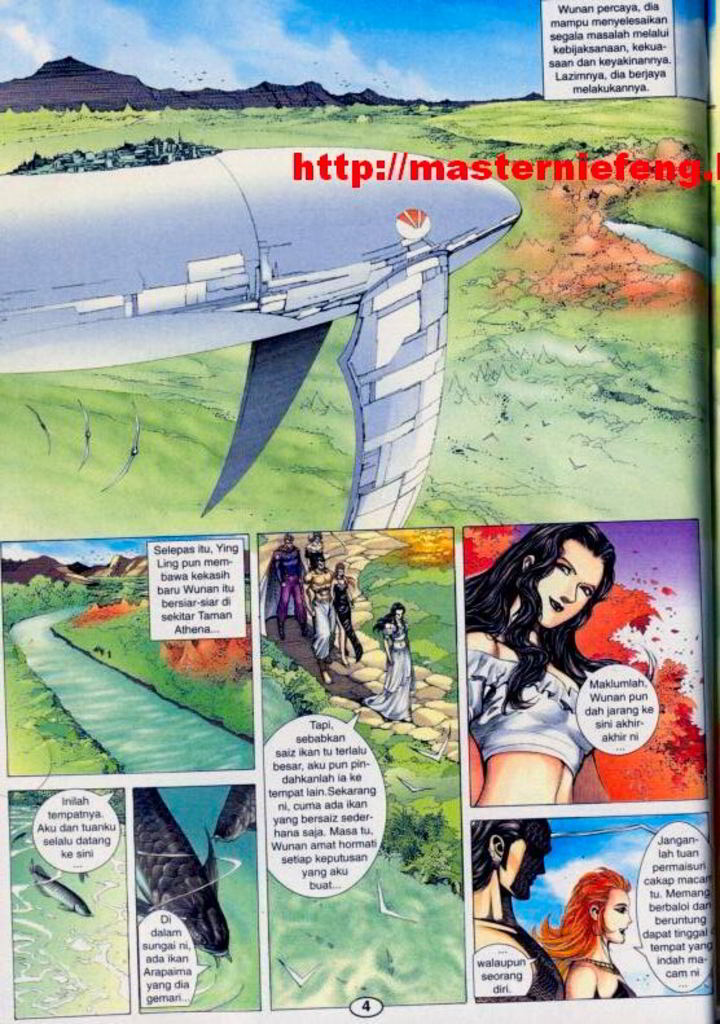 Wunan percaya, dia
mampu menyelesaikan
segala masalah melalui
kebijaksanaan, kekua-
saan dan keyakinannya.
Lazimnya, dia berjaya
melakukannya.
http://masterniefeng.
Selepas itu, Ying
Ling pun mem-
bawa kekasih
baru Wunan itu
bersiar-siar di
sekitar Taman
Athena...
Inilah
tempatnya.
Aku dan tuanku
selalu datang
ke sini
Di
dalam
sungai ni,
ada ikan
Arapaima
yang dia
gemari...
Tapi,
sebabkan
saiz ikan tu terlalu
besar, aku pun pin-
dahkanlah ia ke
tempat lain.Sekarang
ni, cuma ada ikan
yang bersaiz seder-
hana saja. Masa tu,
Wunan amat hormati
setiap keputusan
yang aku
buat...
Maklumlah,
Wunan pun
dah jarang ke
sini akhir-
akhir ni
...
Jangan-
lah tuan
permaisuri
cakap macam
tu. Memang
berbaloi dan
beruntung
dapat tinggal di
tempat yang
indah ma-
cam ni
...
walaupun
seorang
diri.
4